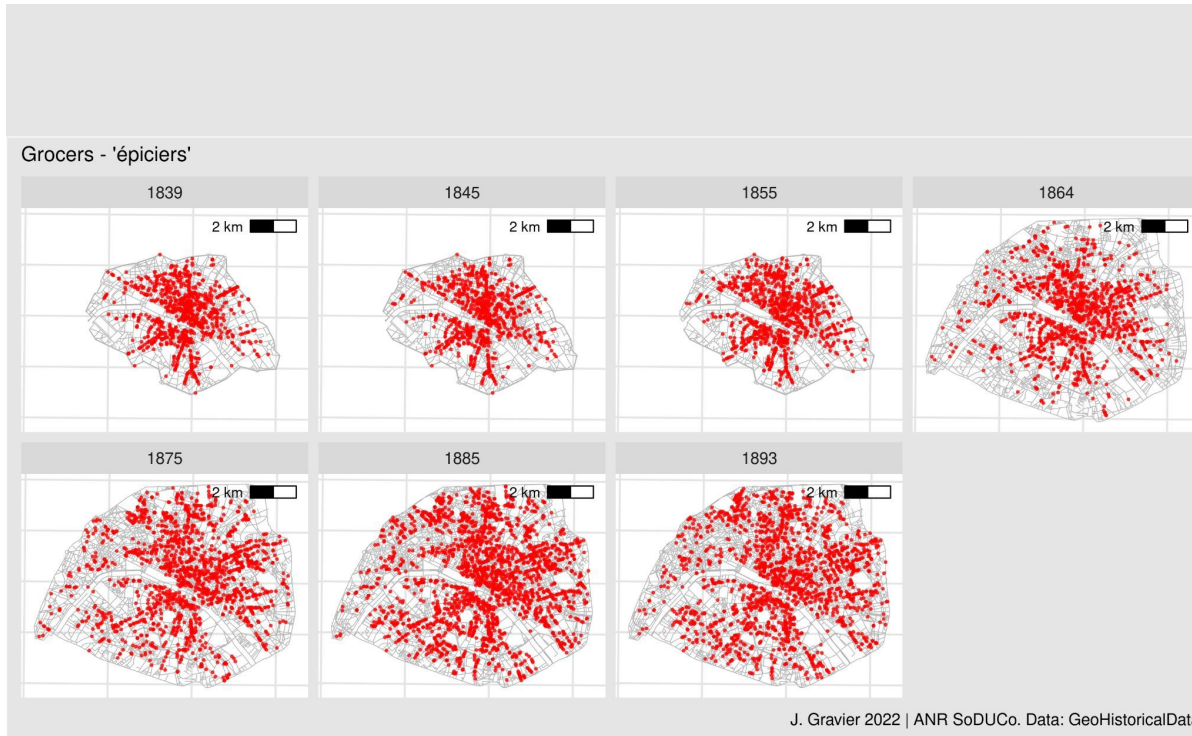 Grocers - 'épiciers'
1839
1845
1855
1864
2 km
2 km
2 km
2 km
1875
1885
1893
2 km
2 km
2 km
J. Gravier 2022 | ANR SoDUCo. Data: GeoHistoricalData